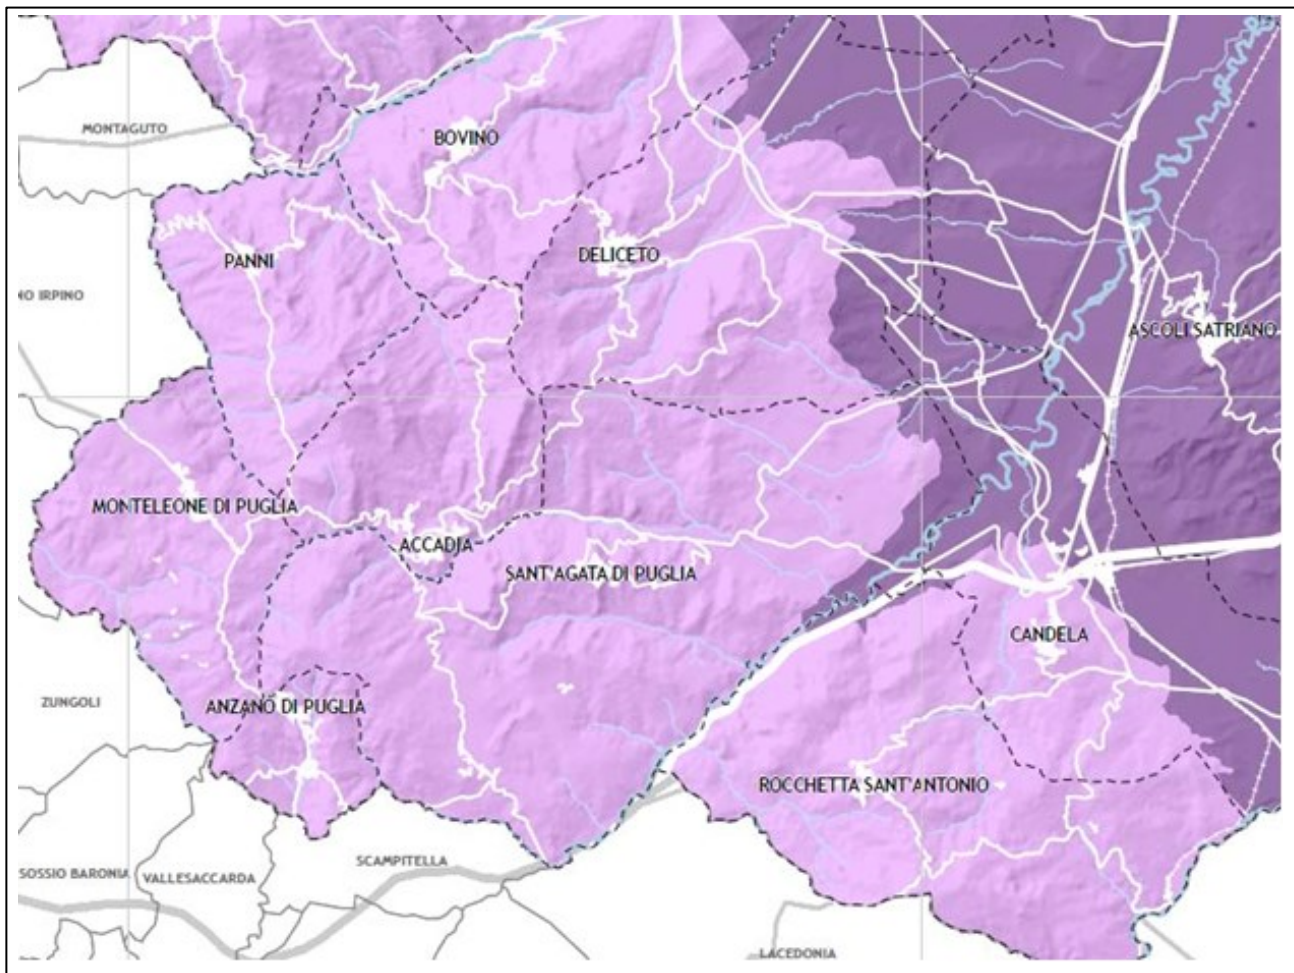 MONTAGUTO
BOVINO
PANNI
DELICETO
NO IRPINO
ASCOLI SATRIANO
MONTELEONE DI PUGLIA
ACCADIA
SANT'AGATA DI PUGLIA
CANDELA
ZUNGOLI
ANZANO DI PUGLIA
ROCCHETTA SANT'ANTONIO
SCAMPITELLA
SOSSIO BARONIA
VALLESACCARDA
LACEDONIA